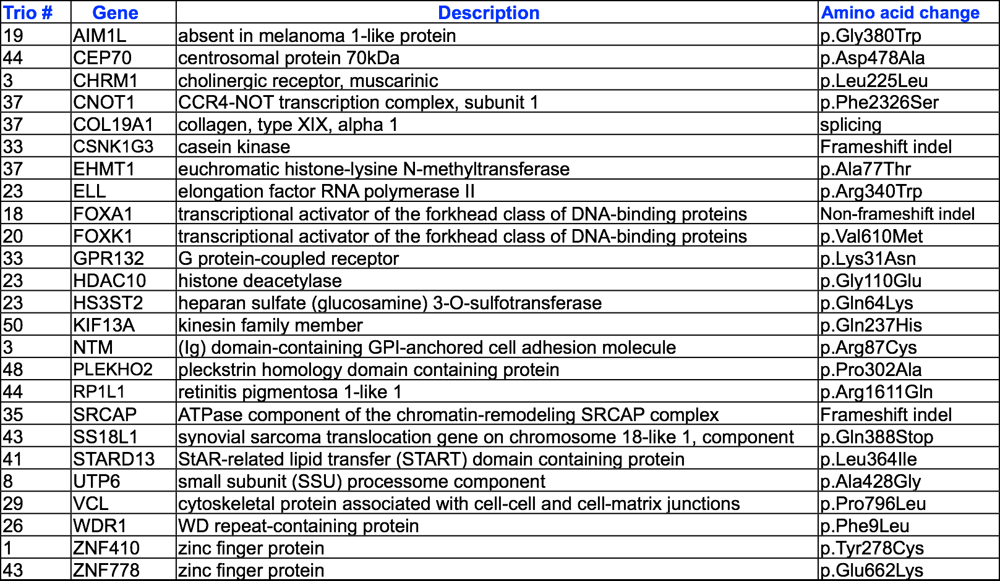 Trio # Gene Description Amino acid change
19 AIM1L absent in melanoma 1-like protein p.Gly380Trp
44 CEP70 centrosomal protein 70kDa p.Asp478Ala
3 CHRM1 cholinergic receptor, muscarinic p.Leu225Leu
37 CNOT1 CCR4-NOT transcription complex, subunit 1 p.Phe2326Ser
37 COL19A1 collagen, type XIX, alpha 1 splicing
33 CSNK1G3 casein kinase Frameshift indel
37 EHMT1 euchromatic histone-lysine N-methyltransferase p.Ala77Thr
23 ELL elongation factor RNA polymerase II p.Arg340Trp
18 FOXA1 transcriptional activator of the forkhead class of DNA-binding proteins Non-frameshift indel
20 FOXK1 transcriptional activator of the forkhead class of DNA-binding proteins p.Val610Met
33 GPR132 G protein-coupled receptor p.Lys31Asn
23 HDAC10 histone deacetylase p.Gly110Glu
23 HS3ST2 heparan sulfate (glucosamine) 3-O-sulfotransferase p.Gln64Lys
50 KIF13A kinesin family member p.Gln237His
3 NTM (Ig) domain-containing GPI-anchored cell adhesion molecule p.Arg87Cys
48 PLEKHO2 pleckstrin homology domain containing protein p.Pro302Ala
44 RP1L1 retinitis pigmentosa 1-like 1 p.Arg1611Gln
35 SRCAP ATPase component of the chromatin-remodeling SRCAP complex Frameshift indel
43 SS18L1 synovial sarcoma translocation gene on chromosome 18-like 1, component p.Gln388Stop
41 STARD13 StAR-related lipid transfer (START) domain containing protein p.Leu364Ile
8 UTP6 small subunit (SSU) processome component p.Ala428Gly
29 VCL cytoskeletal protein associated with cell-cell and cell-matrix junctions p.Pro796Leu
26 WDR1 WD repeat-containing protein p.Phe9Leu
1 ZNF410 zinc finger protein p.Tyr278Cys
43 ZNF778 zinc finger protein p.Glu662Lys